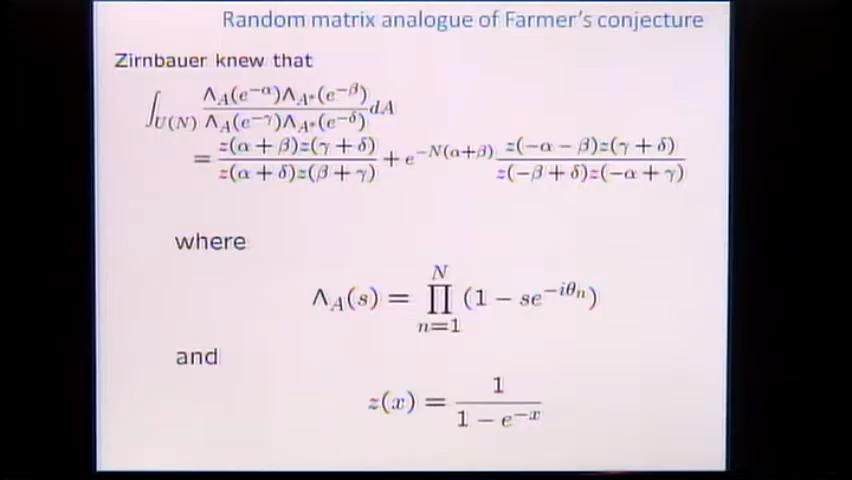 Random matrix analogue of Farmer's conjecture
Zirnbauer knew that
∫_{U(N)} Λ_A(e^{-α})Λ_{A*}(e^{-β}) / Λ_A(e^{-γ})Λ_{A*}(e^{-δ}) dA
= z(α + β)z(γ + δ) / z(α + δ)z(β + γ) + e^{-N(α+β)} z(-α - β)z(γ + δ) / z(-β + δ)z(-α + γ)
where
Λ_A(s) = ∏_{n=1}^{N} (1 - se^{-iθ_n})
and
z(x) = 1 / 1 - e^{-x}